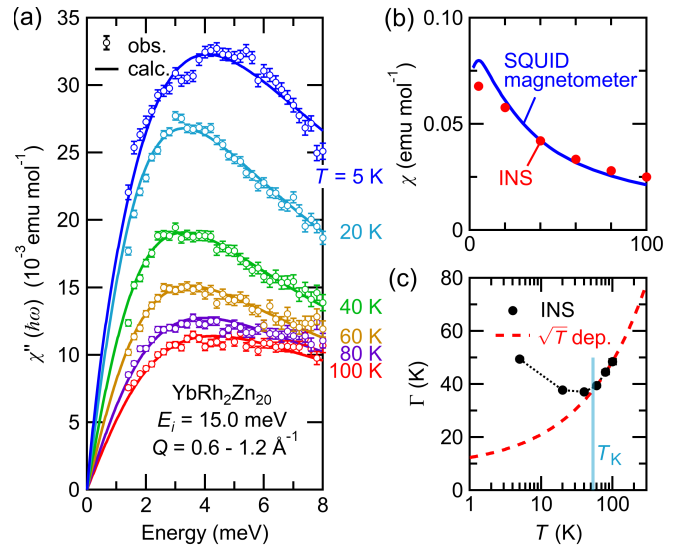 (a)
obs.
calc.
35
30
25
20
15
10
5
0
χ" (ħω) (10⁻³ emu mol⁻¹)
T = 5 K
20 K
40 K
60 K
80 K
100 K
YbRh₂Zn₂₀
Eᵢ = 15.0 meV
Q = 0.6 - 1.2 Å⁻¹
0 2 4 6 8
Energy (meV)
(b)
0.10
0.05
0
χ (emu mol⁻¹)
SQUID
magnetometer
INS
0 100
(c)
80
60
40
20
0
Γ (K)
INS
√T dep.
T_K
1 10 100
T (K)